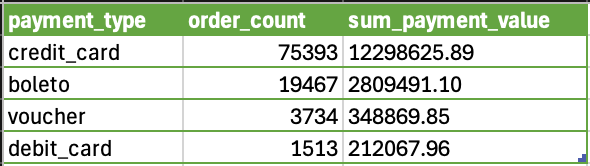 payment_type order_count sum_payment_value
credit_card 75393 12298625.89
boleto 19467 2809491.10
voucher 3734 348869.85
debit_card 1513 212067.96